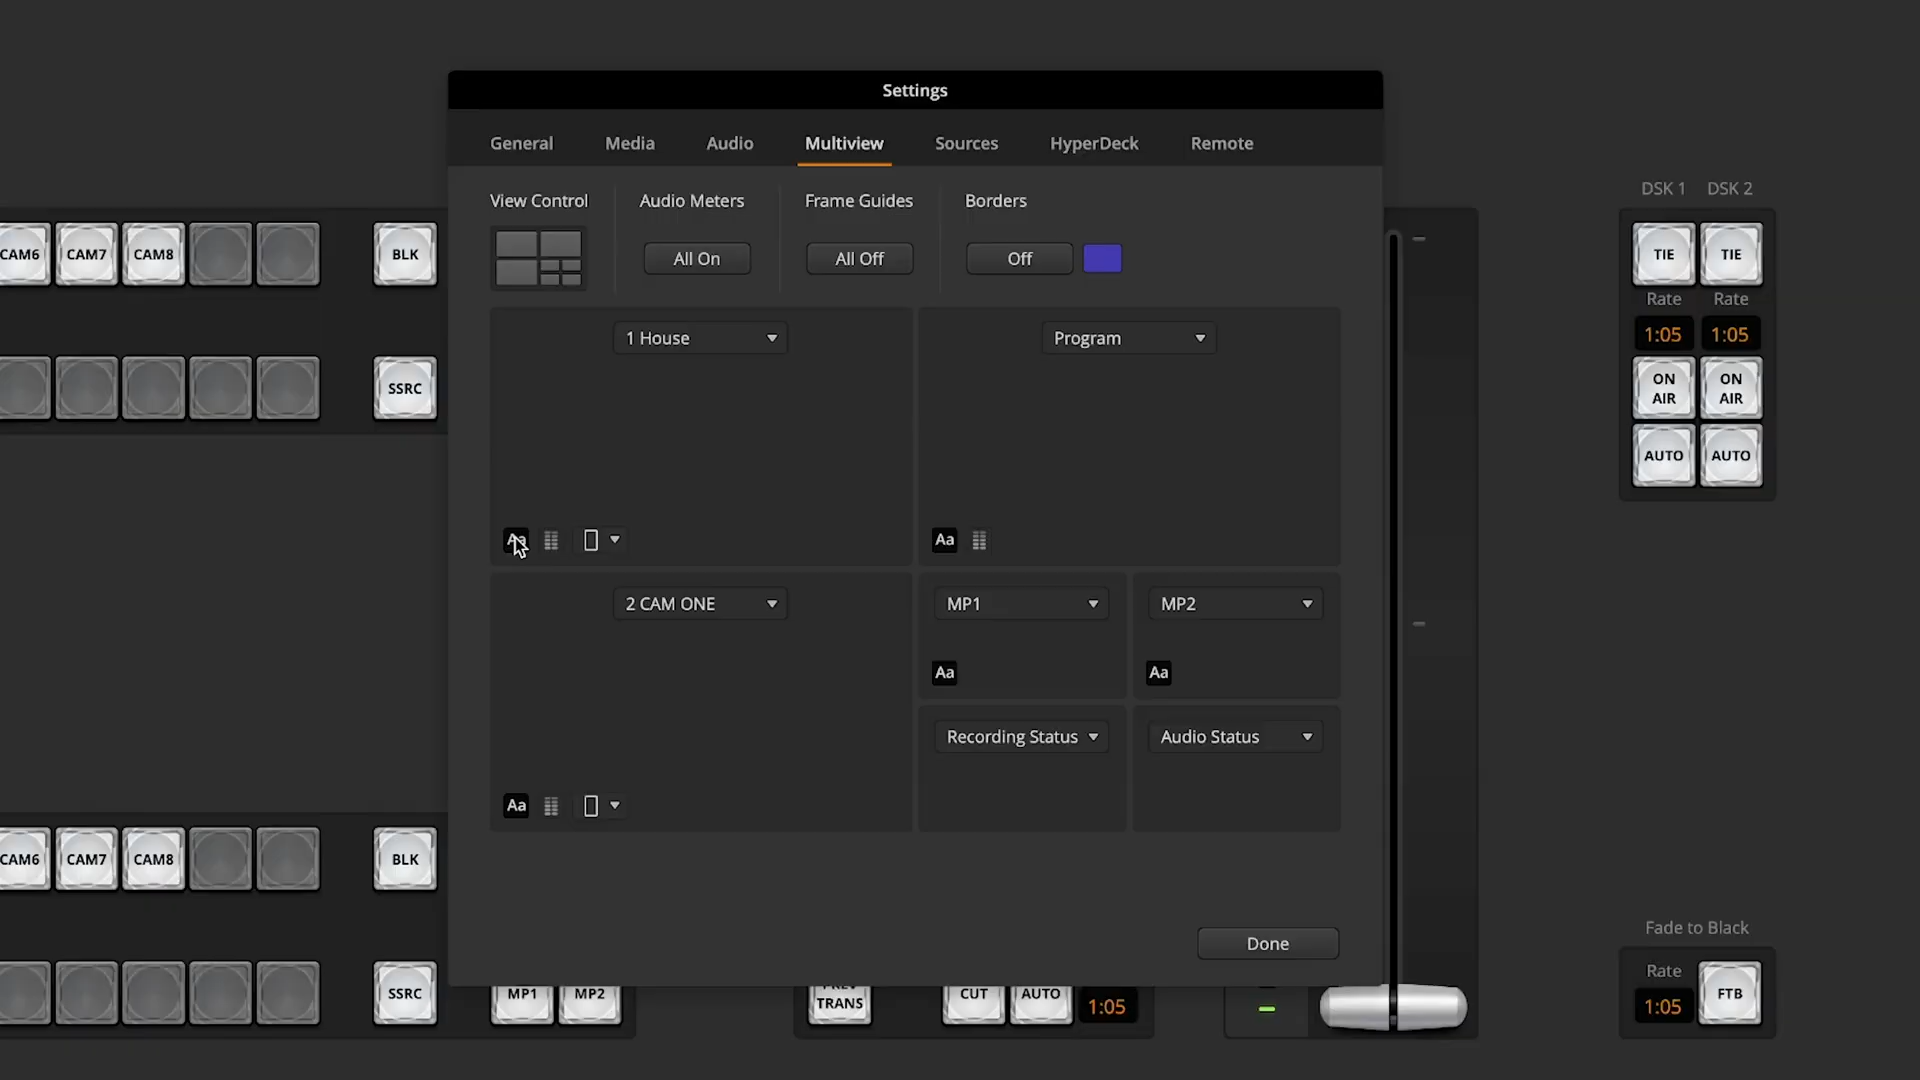 Settings
General Media Audio Multiview Sources HyperDeck Remote
View Control Audio Meters Frame Guides Borders
All On All Off Off
1 House Program
Aa Aa
2 CAM ONE MP1 MP2
Aa Aa
Recording Status Audio Status
Aa
Done
CAM6 CAM7 CAM8 BLK
SSRC
CAM6 CAM7 CAM8 BLK
SSRC MP1 MP2
TRANS CUT AUTO 1:05
DSK 1 DSK 2
TIE TIE
Rate Rate
1:05 1:05
ON AIR ON AIR
AUTO AUTO
Fade to Black
Rate
1:05 FTB